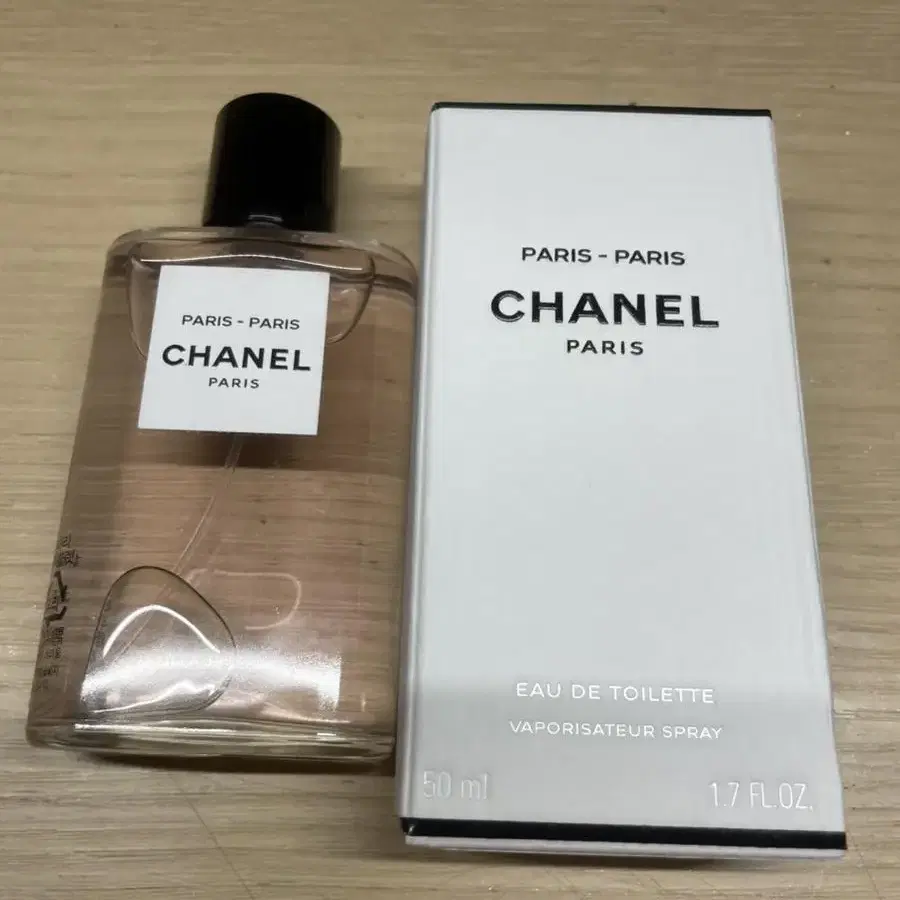 PARIS - PARIS
CHANEL
PARIS
PARIS - PARIS
CHANEL
PARIS
EAU DE TOILETTE
VAPORISATEUR SPRAY
50 ml
1.7 FL.OZ.